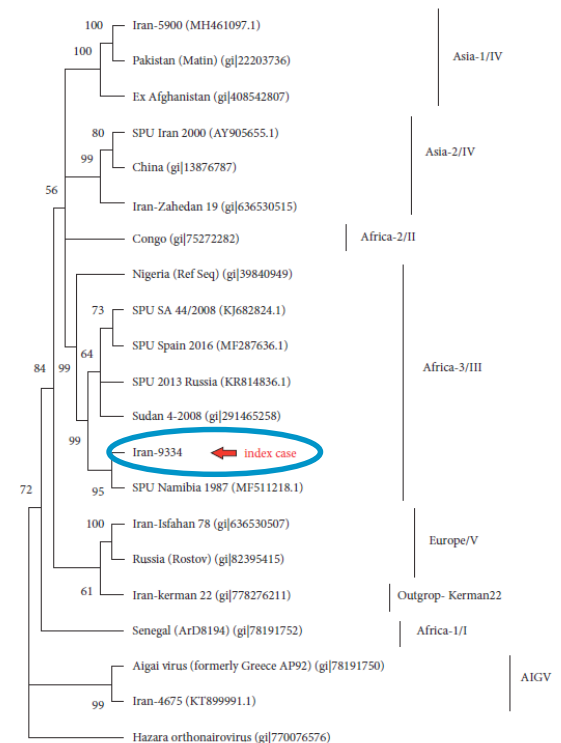 100
Iran-5900 (MH461097.1)
100
Pakistan (Matin) (gi|22203736)
Asia-1/IV
Ex Afghanistan (gi|408542807)
80
SPU Iran 2000 (AY905655.1)
Asia-2/IV
99
China (gi|13876787)
56
Iran-Zahedan 19 (gi|636530515)
Congo (gi|75272282)
Africa-2/II
Nigeria (Ref Seq) (gi|39840949)
73
SPU SA 44/2008 (KJ682824.1)
64
SPU Spain 2016 (MF287636.1)
84
99
Africa-3/III
SPU 2013 Russia (KR814836.1)
Sudan 4-2008 (gi|291465258)
99
Iran-9334
index case
72
95
SPU Namibia 1987 (MF511218.1)
100
Iran-Isfahan 78 (gi|636530507)
Europe/V
Russia (Rostov) (gi|82395415)
61
Iran-kerman 22 (gi|778276211)
Outgrop- Kerman22
Senegal (ArD8194) (gi|78191752)
Africa-1/I
Aigai virus (formerly Greece AP92) (gi|78191750)
AIGV
99
Iran-4675 (KT899991.1)
Hazara orthonairovirus (gi|770076576)